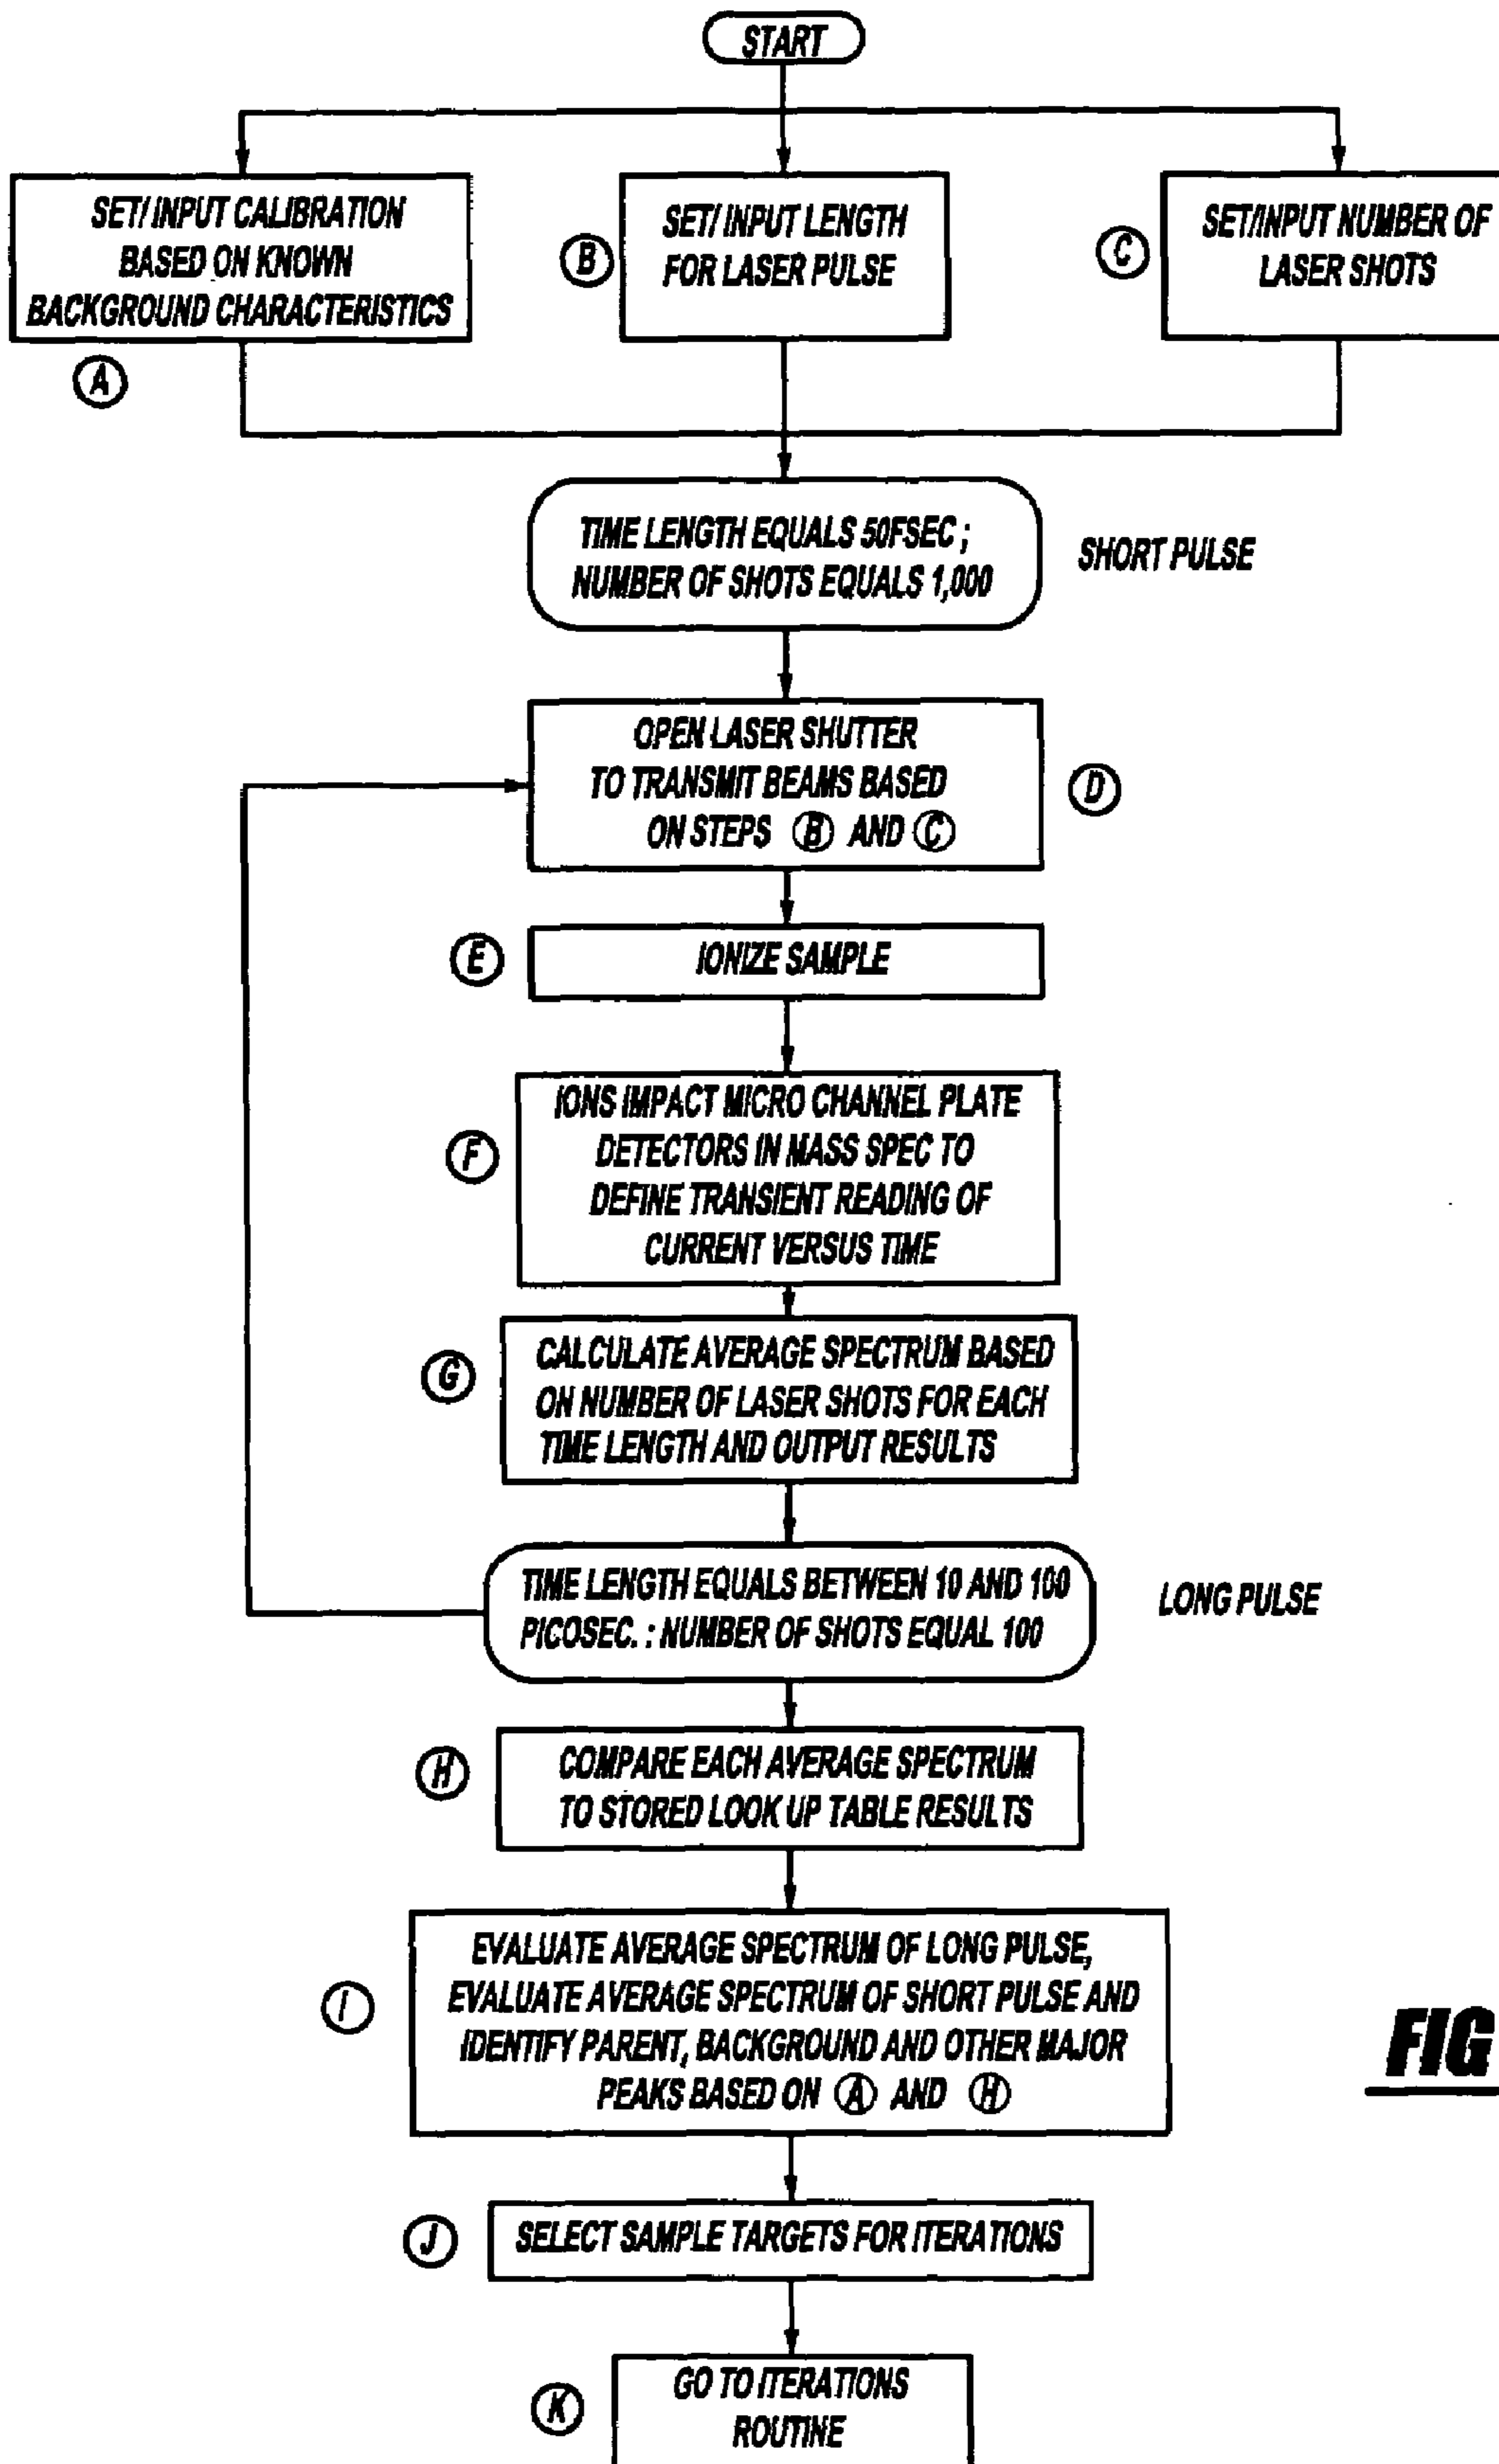 START
SET/ INPUT CALIBRATION
BASED ON KNOWN
BACKGROUND CHARACTERISTICS
A
B
SET/ INPUT LENGTH
FOR LASER PULSE
C
SET/INPUT NUMBER OF
LASER SHOTS
TIME LENGTH EQUALS 50FSEC ;
NUMBER OF SHOTS EQUALS 1,000
SHORT PULSE
OPEN LASER SHUTTER
TO TRANSMIT BEAMS BASED
ON STEPS B AND C
D
E
IONIZE SAMPLE
F
IONS IMPACT MICRO CHANNEL PLATE
DETECTORS IN MASS SPEC TO
DEFINE TRANSIENT READING OF
CURRENT VERSUS TIME
G
CALCULATE AVERAGE SPECTRUM BASED
ON NUMBER OF LASER SHOTS FOR EACH
TIME LENGTH AND OUTPUT RESULTS
TIME LENGTH EQUALS BETWEEN 10 AND 100
PICOSEC. : NUMBER OF SHOTS EQUAL 100
LONG PULSE
H
COMPARE EACH AVERAGE SPECTRUM
TO STORED LOOK UP TABLE RESULTS
I
EVALUATE AVERAGE SPECTRUM OF LONG PULSE,
EVALUATE AVERAGE SPECTRUM OF SHORT PULSE AND
IDENTIFY PARENT, BACKGROUND AND OTHER MAJOR
PEAKS BASED ON A AND H
FIG
J
SELECT SAMPLE TARGETS FOR ITERATIONS
K
GO TO ITERATIONS
ROUTINE